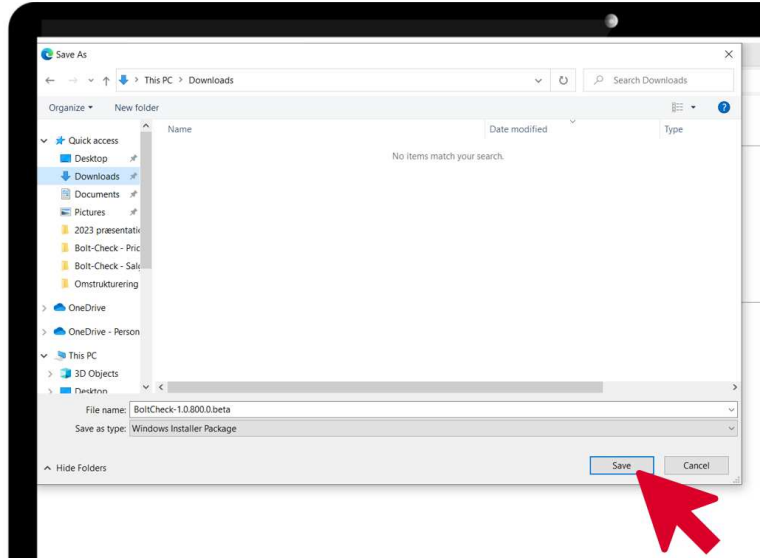 Save As
This PC > Downloads
Search Downloads
Organize
New folder
Name
Date modified
Type
No items match your search.
Quick access
Desktop
Downloads
Documents
Pictures
2023 præsentatio
Bolt-Check - Pric
Bolt-Check - Salg
Omstrukturering
OneDrive
OneDrive - Person
This PC
3D Objects
Desktop
File name: BoltCheck-1.0.800.0.beta
Save as type: Windows Installer Package
Hide Folders
Save
Cancel